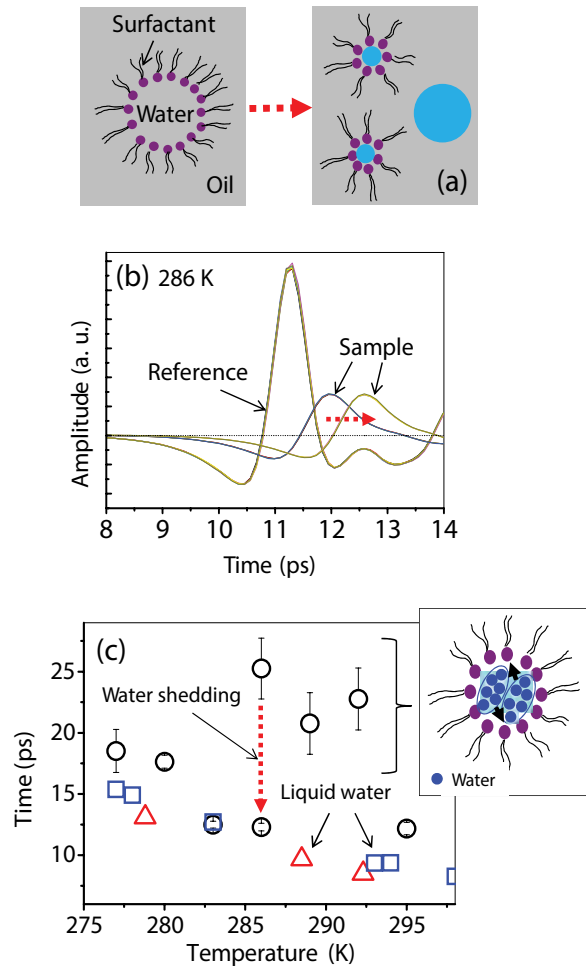 Surfactant
Water
Oil
(a)
(b) 286 K
Reference
Sample
Amplitude (a. u.)
8 9 10 11 12 13 14
Time (ps)
(c)
Water shedding
Liquid water
Water
25
20
15
10
Time (ps)
275 280 285 290 295
Temperature (K)